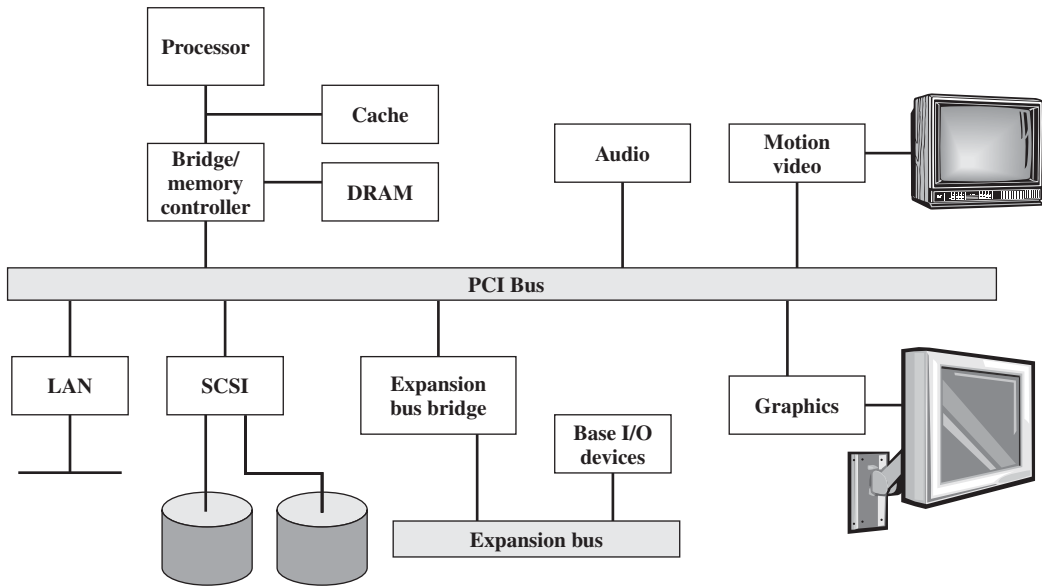 Processor
Cache
Bridge/
memory
controller
DRAM
Audio
Motion
video
PCI Bus
LAN
SCSI
Expansion
bus bridge
Base I/O
devices
Graphics
Expansion bus